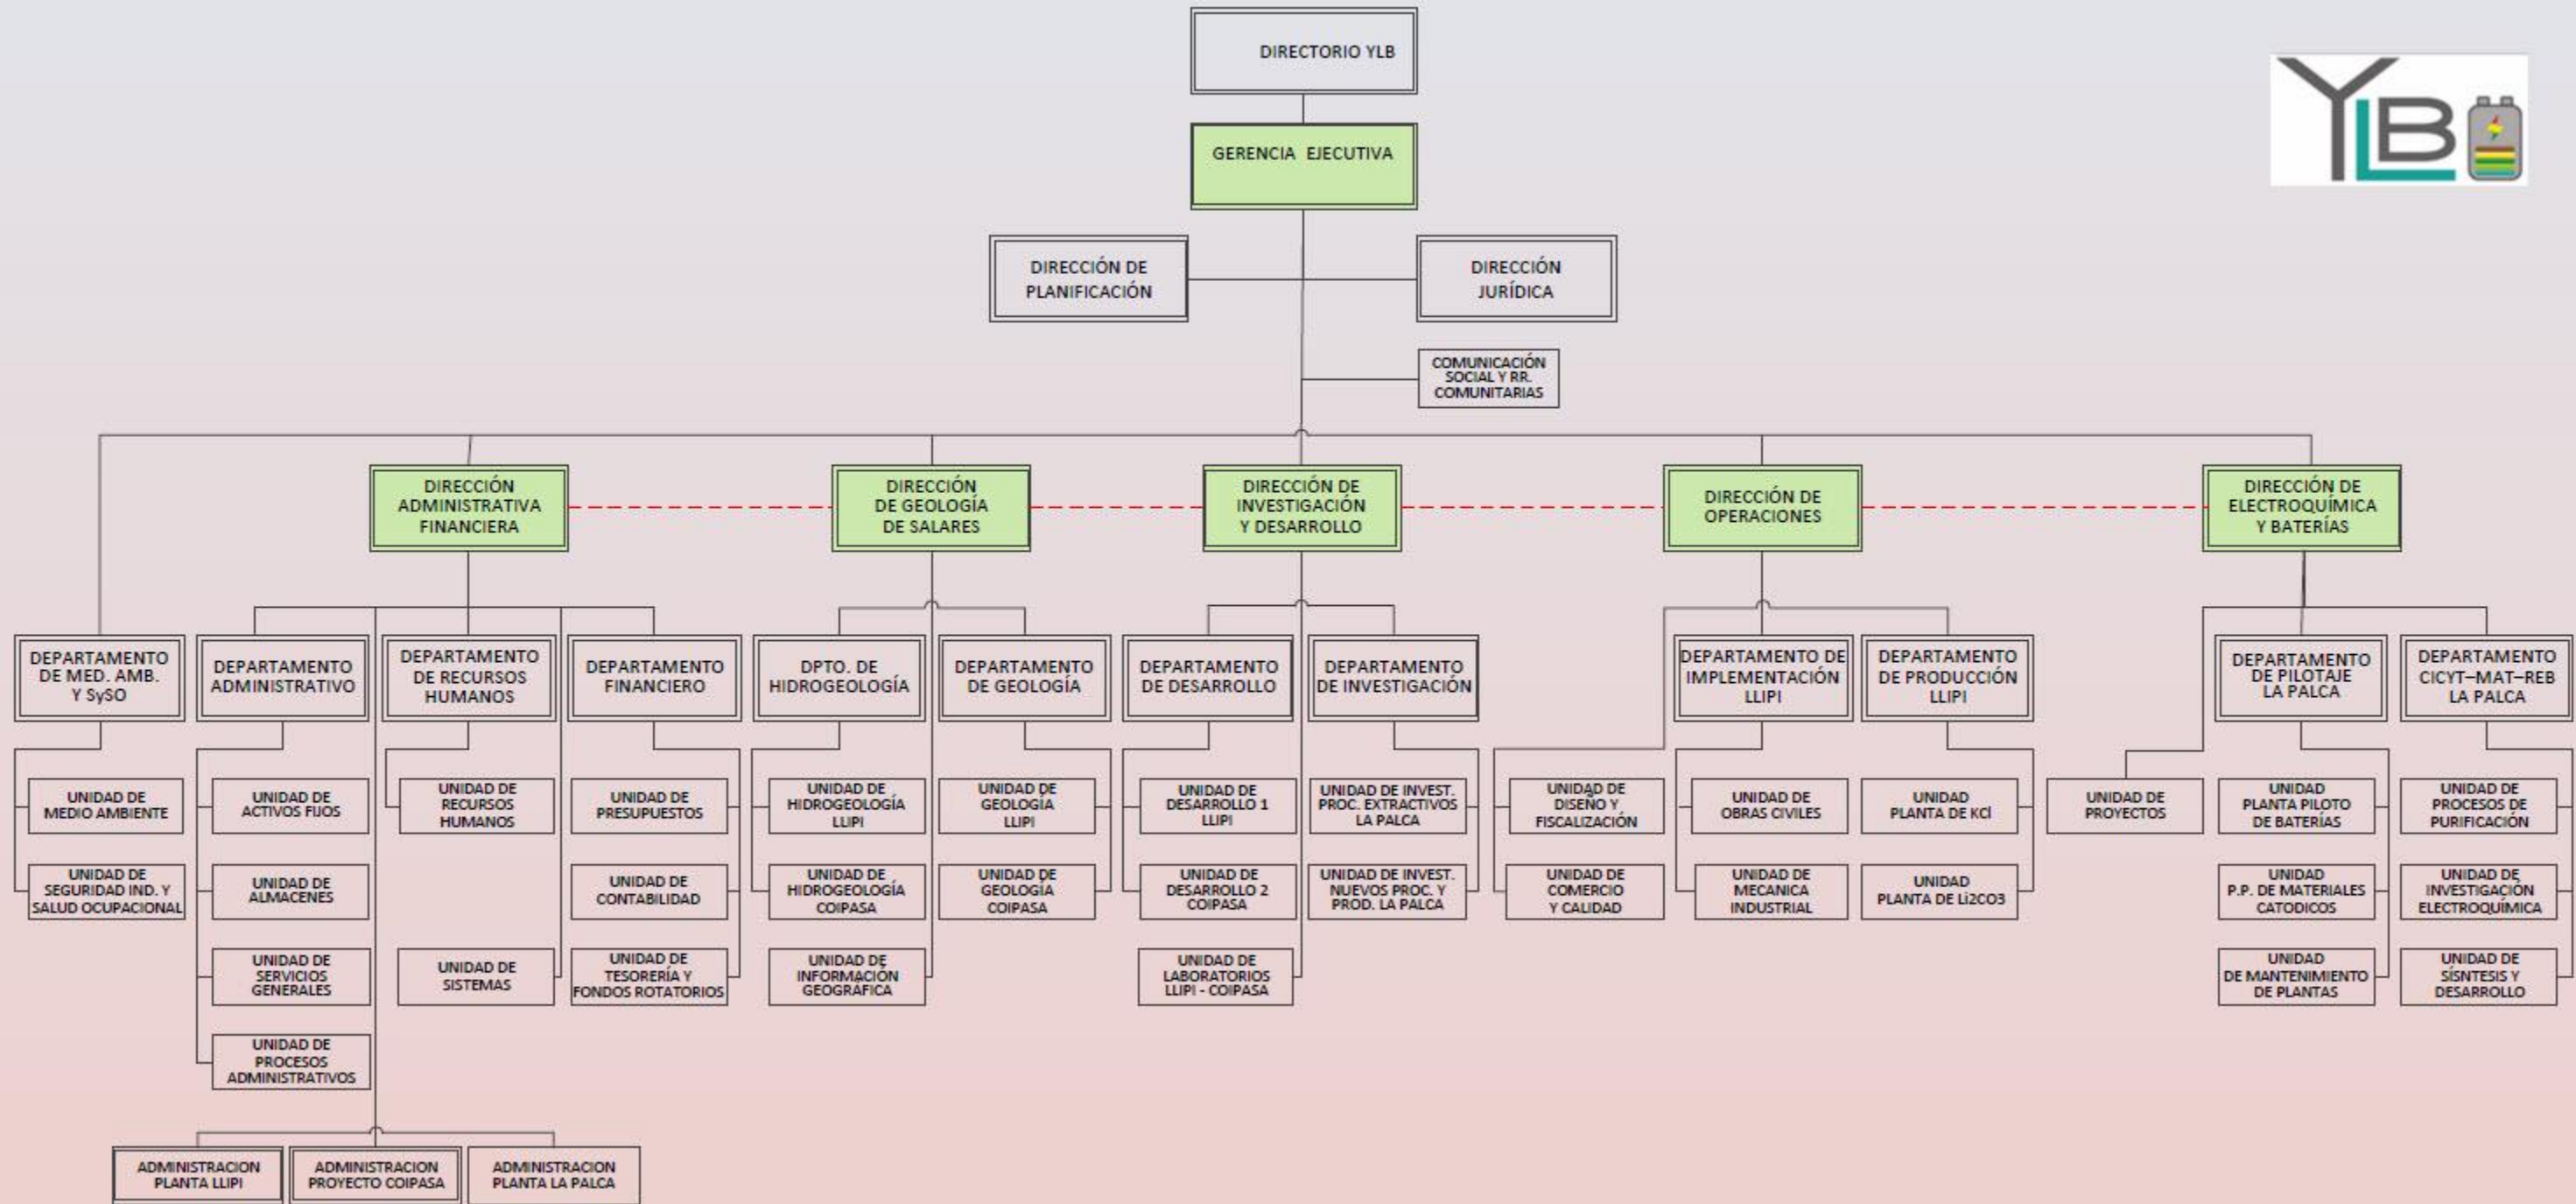 DIRECTORIO YLB
YLB
GERENCIA EJECUTIVA
DIRECCIÓN DE
PLANIFICACIÓN
DIRECCIÓN
JURÍDICA
COMUNICACIÓN
SOCIAL Y RR.
COMUNITARIAS
DIRECCIÓN
ADMINISTRATIVA
FINANCIERA
DIRECCIÓN
DE GEOLOGÍA
DE SALARES
DIRECCIÓN DE
INVESTIGACIÓN
Y DESARROLLO
DIRECCIÓN DE
OPERACIONES
DIRECCIÓN DE
ELECTROQUÍMICA
Y BATERÍAS
DEPARTAMENTO
DE MED. AMB.
Y SySO
DEPARTAMENTO
ADMINISTRATIVO
DEPARTAMENTO
DE RECURSOS
HUMANOS
DEPARTAMENTO
FINANCIERO
DPTO. DE
HIDROGEOLOGÍA
DEPARTAMENTO
DE GEOLOGÍA
DEPARTAMENTO
DE DESARROLLO
DEPARTAMENTO
DE INVESTIGACIÓN
DEPARTAMENTO DE
IMPLEMENTACIÓN
LLIPI
DEPARTAMENTO
DE PRODUCCIÓN
LLIPI
DEPARTAMENTO
DE PILOTAJE
LA PALCA
DEPARTAMENTO
CICYT–MAT–REB
LA PALCA
UNIDAD DE
MEDIO AMBIENTE
UNIDAD DE
ACTIVOS FIJOS
UNIDAD DE
RECURSOS
HUMANOS
UNIDAD DE
PRESUPUESTOS
UNIDAD DE
HIDROGEOLOGÍA
LLIPI
UNIDAD DE
GEOLOGÍA
LLIPI
UNIDAD DE
DESARROLLO 1
LLIPI
UNIDAD DE INVEST.
PROC. EXTRACTIVOS
LA PALCA
UNIDAD DE
DISEÑO Y
FISCALIZACIÓN
UNIDAD DE
OBRAS CIVILES
UNIDAD
PLANTA DE KCl
UNIDAD DE
PROYECTOS
UNIDAD
PLANTA PILOTO
DE BATERÍAS
UNIDAD DE
PROCESOS DE
PURIFICACIÓN
UNIDAD DE
SEGURIDAD IND. Y
SALUD OCUPACIONAL
UNIDAD DE
ALMACENES
UNIDAD DE
CONTABILIDAD
UNIDAD DE
HIDROGEOLOGÍA
COIPASA
UNIDAD DE
GEOLOGÍA
COIPASA
UNIDAD DE
DESARROLLO 2
COIPASA
UNIDAD DE INVEST.
NUEVOS PROC. Y
PROD. LA PALCA
UNIDAD DE
COMERCIO
Y CALIDAD
UNIDAD DE
MECANICA
INDUSTRIAL
UNIDAD
PLANTA DE Li2CO3
UNIDAD
P.P. DE MATERIALES
CATODICOS
UNIDAD DE
INVESTIGACIÓN
ELECTROQUÍMICA
UNIDAD DE
SERVICIOS
GENERALES
UNIDAD DE
SISTEMAS
UNIDAD DE
TESORERÍA Y
FONDOS ROTATORIOS
UNIDAD DE
INFORMACIÓN
GEOGRÁFICA
UNIDAD DE
LABORATORIOS
LLIPI - COIPASA
UNIDAD
DE MANTENIMIENTO
DE PLANTAS
UNIDAD DE
SÍSNTESIS Y
DESARROLLO
UNIDAD DE
PROCESOS
ADMINISTRATIVOS
ADMINISTRACION
PLANTA LLIPI
ADMINISTRACION
PROYECTO COIPASA
ADMINISTRACION
PLANTA LA PALCA